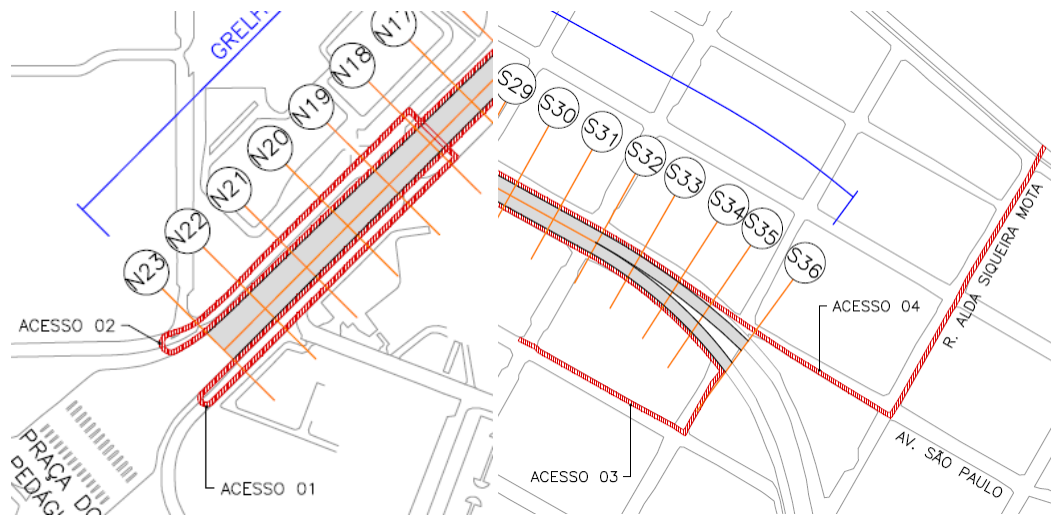 GRELH
N17
N18
N19
N20
N21
N22
N23
ACESSO 02
ACESSO 01
PRAÇA DO
PEDÁG
S29
S30
S31
S32
S33
S34
S35
S36
ACESSO 04
ACESSO 03
R. ALDA SIQUEIRA MOTA
AV. SÃO PAULO